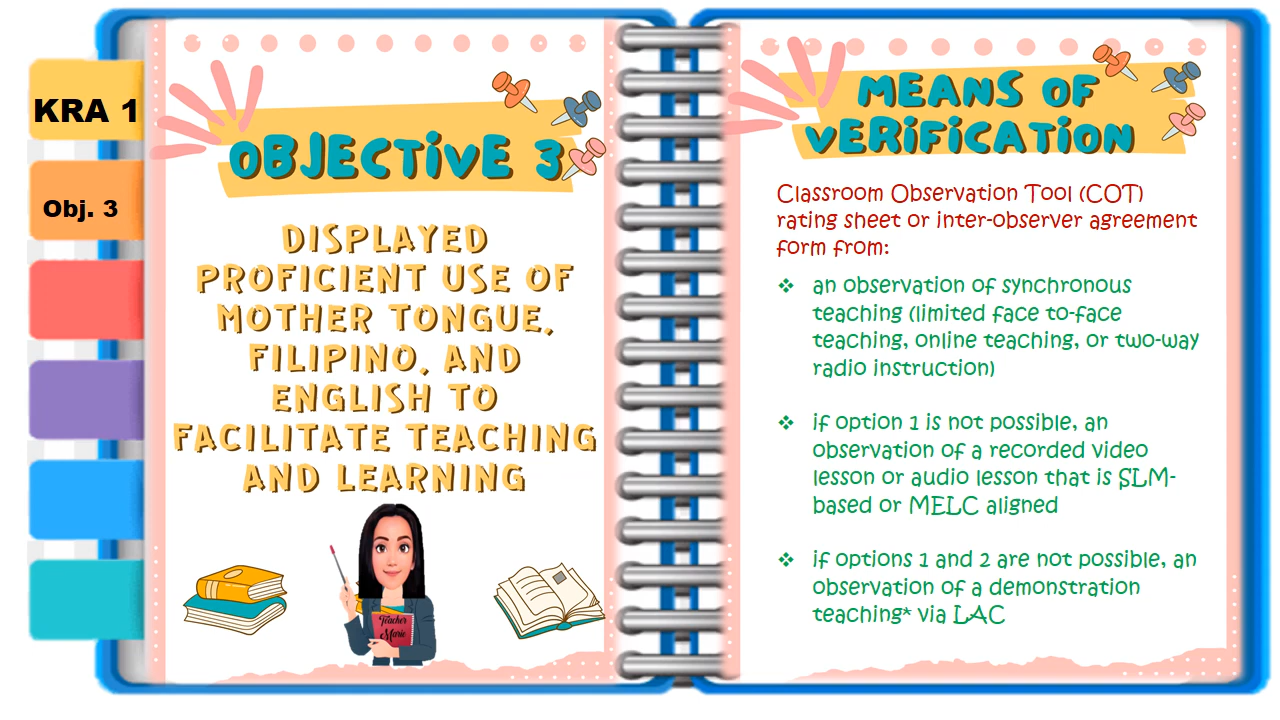 KRA 1
Obj. 3
OBJECTiVE 3
DISPLAYED
PROFICIENT USE OF
MOTHER TONGUE,
FILIPINO, AND
ENGLISH TO
FACILITATE TEACHING
AND LEARNING
Teacher
Marie
MEANS OF
VERiFiCATiON
Classroom Observation Tool (COT)
rating sheet or inter-observer agreement
form from:
❖ an observation of synchronous
teaching (limited face to-face
teaching, online teaching, or two-way
radio instruction)
❖ if option 1 is not possible, an
observation of a recorded video
lesson or audio lesson that is SLM-
based or MELC aligned
❖ if options 1 and 2 are not possible, an
observation of a demonstration
teaching* via LAC